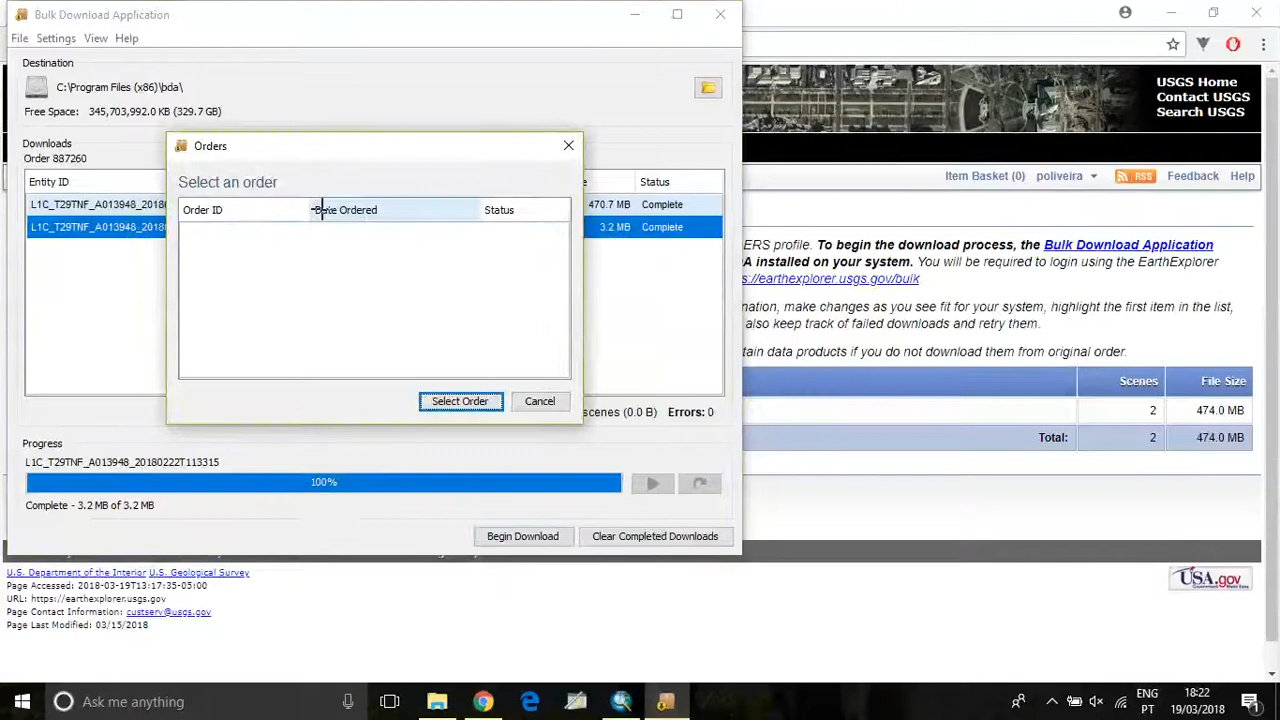 Bulk Download Application
File Settings View Help
Destination
C:\Program Files (x86)\bda\
Free Space: 345,703,992.0 kB (329.7 GB)
Downloads
Order 887260
Entity ID
Status
L1C_T29TNF_A013948_2018
470.7 MB Complete
L1C_T29TNF_A013948_2018
3.2 MB Complete
scenes (0.0 B) Errors: 0
Orders
Select an order
Order ID Date Ordered Status
Select Order Cancel
Progress
L1C_T29TNF_A013948_20180222T113315
100%
Complete - 3.2 MB of 3.2 MB
Begin Download Clear Completed Downloads
USGS Home
Contact USGS
Search USGS
Item Basket (0) poliveira RSS Feedback Help
ERS profile. To begin the download process, the Bulk Download Application
A installed on your system. You will be required to login using the EarthExplorer
s://earthexplorer.usgs.gov/bulk
nation, make changes as you see fit for your system, highlight the first item in the list,
also keep track of failed downloads and retry them.
tain data products if you do not download them from original order.
Scenes File Size
2 474.0 MB
Total: 2 474.0 MB
U.S. Department of the Interior U.S. Geological Survey
Page Accessed: 2018-03-19T13:17:35-05:00
URL: https://earthexplorer.usgs.gov
Page Contact Information: custserv@usgs.gov
Page Last Modified: 03/15/2018
USA.gov
Ask me anything
ENG
PT
18:22
19/03/2018
1